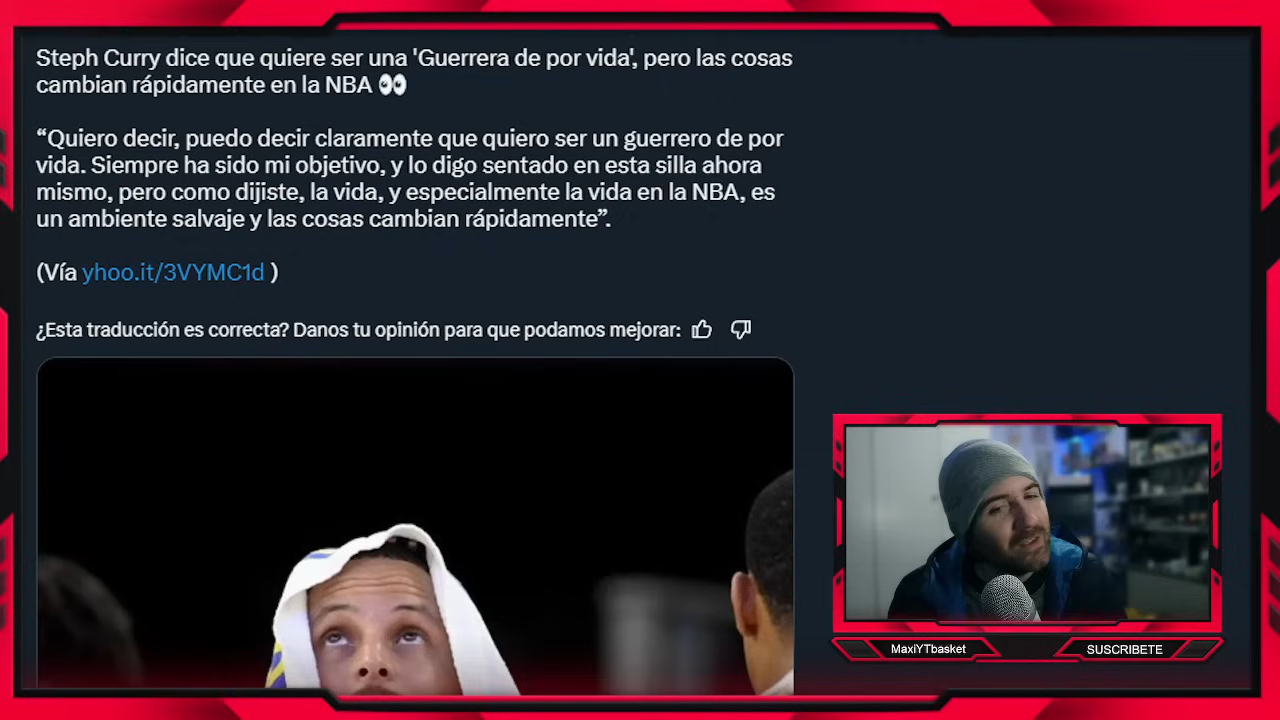 Steph Curry dice que quiere ser una 'Guerrera de por vida', pero las cosas
cambian rápidamente en la NBA 👀
“Quiero decir, puedo decir claramente que quiero ser un guerrero de por
vida. Siempre ha sido mi objetivo, y lo digo sentado en esta silla ahora
mismo, pero como dijiste, la vida, y especialmente la vida en la NBA, es
un ambiente salvaje y las cosas cambian rápidamente”.
(Vía yhoo.it/3VYMC1d )
¿Esta traducción es correcta? Danos tu opinión para que podamos mejorar:
MaxiYTbasket
SUSCRIBETE